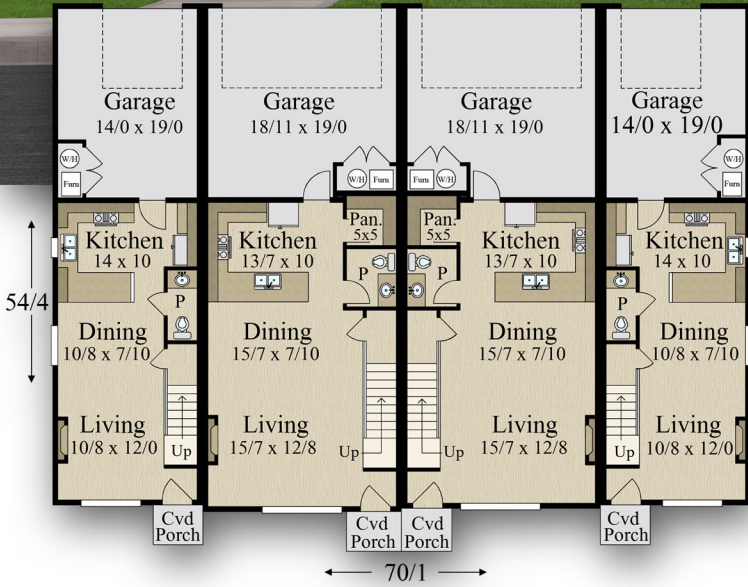 Garage
14/0 x 19/0
Garage
18/11 x 19/0
Garage
18/11 x 19/0
Garage
14/0 x 19/0
W/H
Furn
W/H
Furn
Furn
W/H
W/H
Furn
Kitchen
14 x 10
Kitchen
13/7 x 10
Pan.
5x5
Pan.
5x5
Kitchen
13/7 x 10
Kitchen
14 x 10
P
P
P
P
54/4
Dining
10/8 x 7/10
Dining
15/7 x 7/10
Dining
15/7 x 7/10
Dining
10/8 x 7/10
Living
10/8 x 12/0
Up
Living
15/7 x 12/8
Up
Up
Living
15/7 x 12/8
Up
Living
10/8 x 12/0
Cvd
Porch
Cvd
Porch
Cvd
Porch
Cvd
Porch
70/1